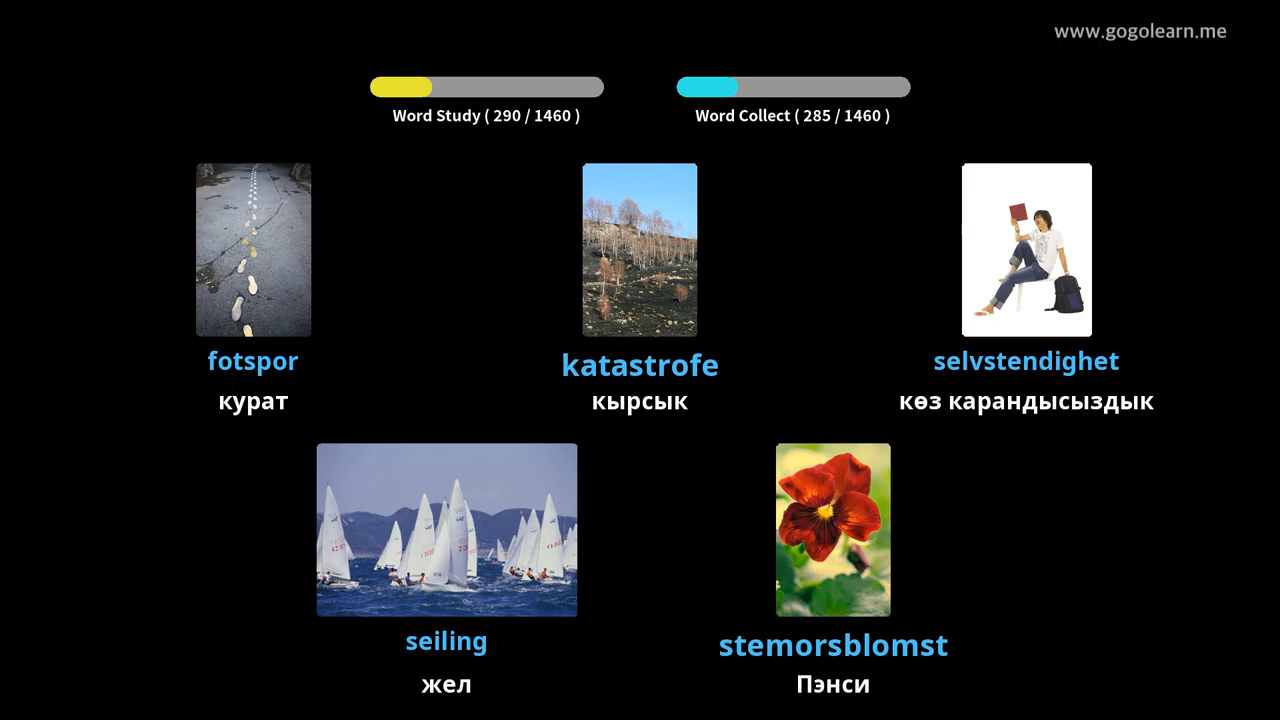 www.gogolearn.me
Word Study ( 290 / 1460 )
Word Collect ( 285 / 1460 )
fotspor
katastrofe
selvstendighet
курат
кырсык
көз карандысыздык
seiling
stemorsblomst
жел
Пэнси